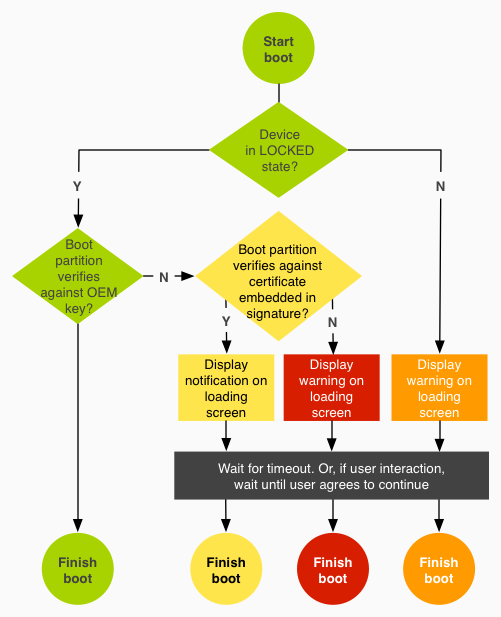 Start
boot
Device
in LOCKED
state?
Y
N
Boot
partition
verifies
against OEM
key?
N
Boot partition
verifies against
certificate
embedded in
signature?
Y
N
Display
notification on
loading
screen
Display
warning on
loading
screen
Display
warning on
loading
screen
Wait for timeout. Or, if user interaction,
wait until user agrees to continue
Finish
boot
Finish
boot
Finish
boot
Finish
boot